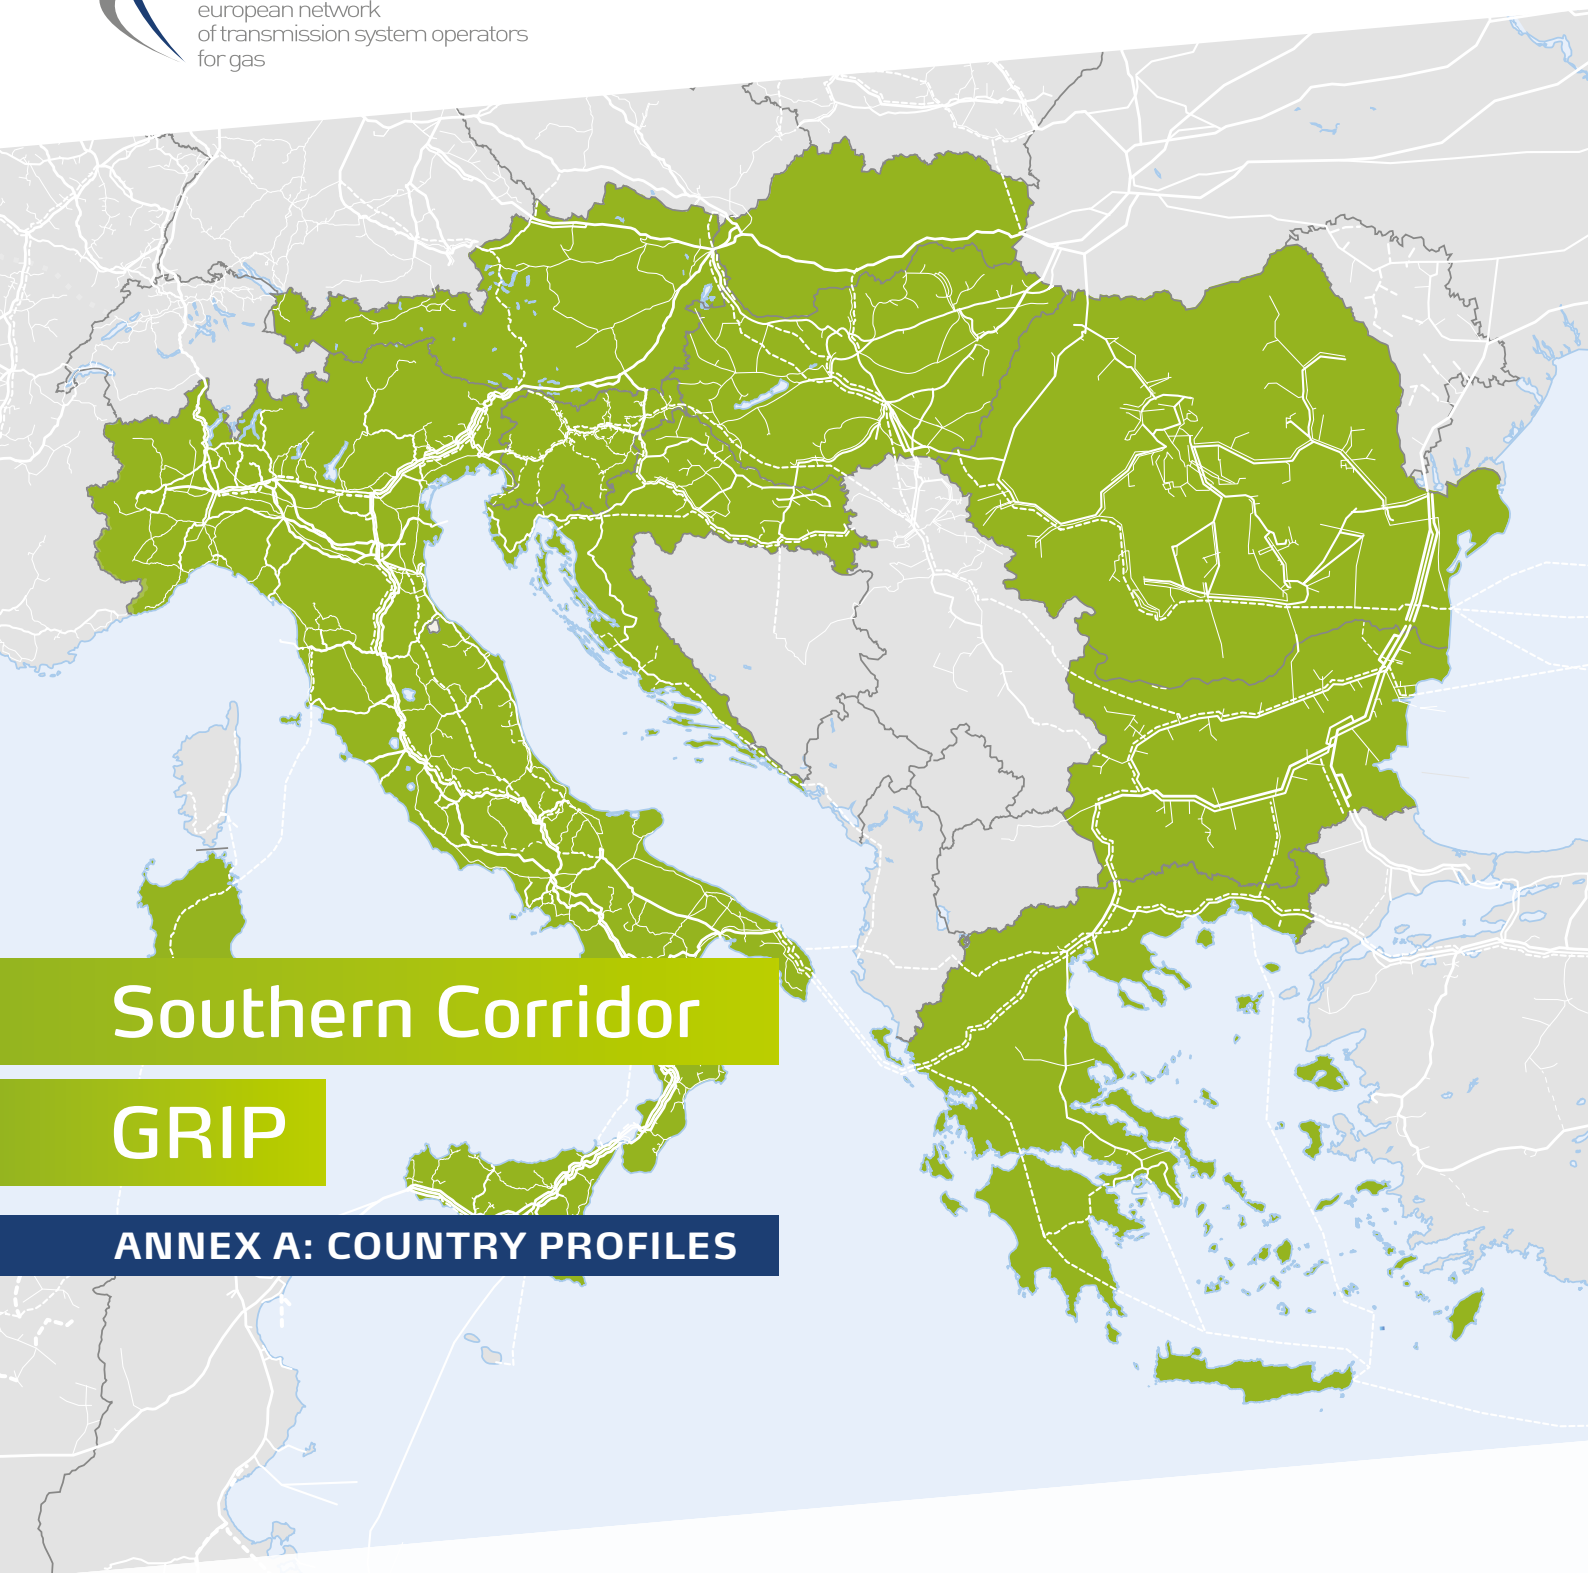 european network
of transmission system operators
for gas
Southern Corridor
GRIP
ANNEX A: COUNTRY PROFILES